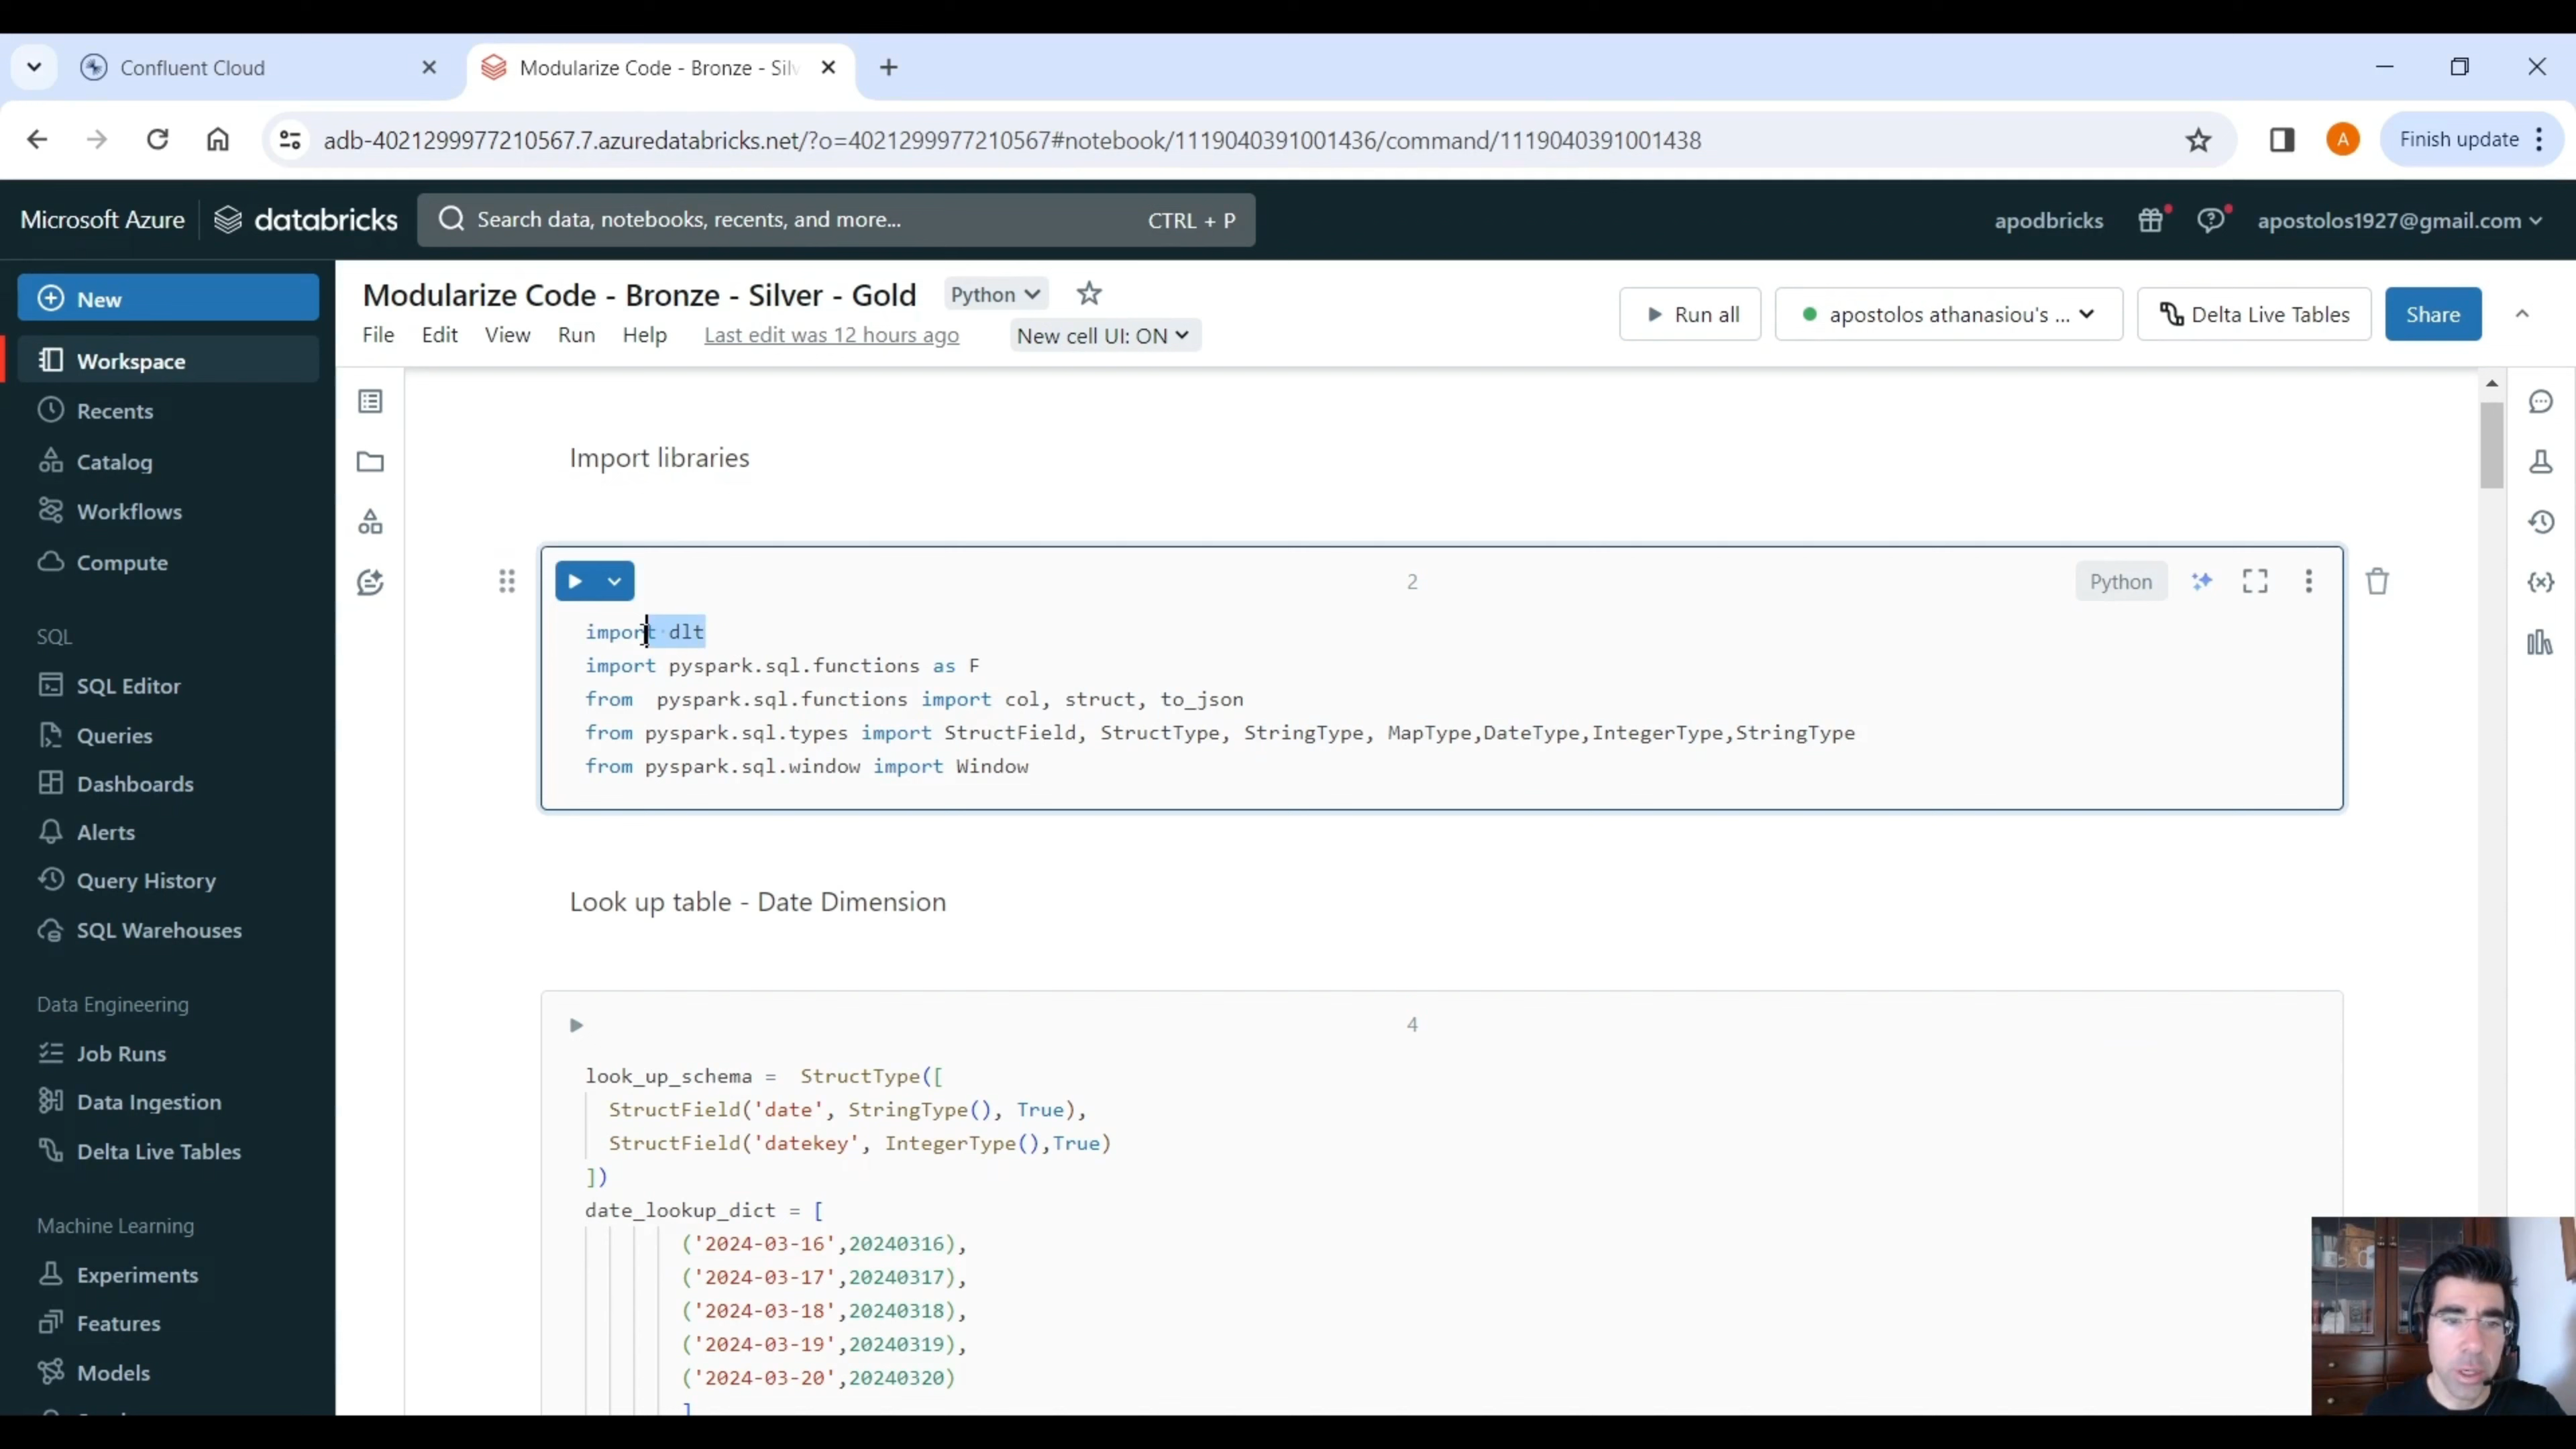 Confluent Cloud
Modularize Code - Bronze - Silv
adb-4021299977210567.7.azuredatabricks.net/?o=4021299977210567#notebook/1119040391001436/command/1119040391001438
A
Finish update
Microsoft Azure
databricks
Search data, notebooks, recents, and more...
CTRL + P
apodbricks
apostolos1927@gmail.com
New
Workspace
Recents
Catalog
Workflows
Compute
SQL
SQL Editor
Queries
Dashboards
Alerts
Query History
SQL Warehouses
Data Engineering
Job Runs
Data Ingestion
Delta Live Tables
Machine Learning
Experiments
Features
Models
Modularize Code - Bronze - Silver - Gold
Python
File Edit View Run Help Last edit was 12 hours ago
New cell UI: ON
Run all
apostolos athanasiou's ...
Delta Live Tables
Share
Import libraries
2
Python
import dlt
import pyspark.sql.functions as F
from  pyspark.sql.functions import col, struct, to_json
from pyspark.sql.types import StructField, StructType, StringType, MapType,DateType,IntegerType,StringType
from pyspark.sql.window import Window
Look up table - Date Dimension
4
look_up_schema =  StructType([
StructField('date', StringType(), True),
StructField('datekey', IntegerType(),True)
])
date_lookup_dict = [
('2024-03-16',20240316),
('2024-03-17',20240317),
('2024-03-18',20240318),
('2024-03-19',20240319),
('2024-03-20',20240320)
]